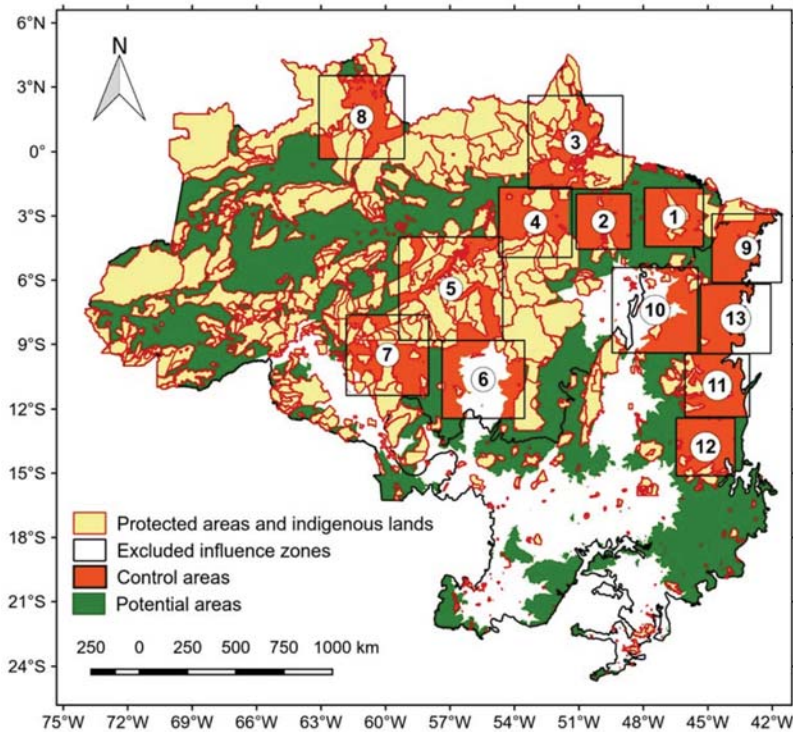 6°N
N
3°N
8
3
0°
3°S
4
2
1
9
6°S
5
10
13
9°S
7
6
11
12°S
12
15°S
Protected areas and indigenous lands
18°S
Excluded influence zones
Control areas
21°S
Potential areas
250 0 250 500 750 1000 km
24°S
75°W 72°W 69°W 66°W 63°W 60°W 57°W 54°W 51°W 48°W 45°W 42°W